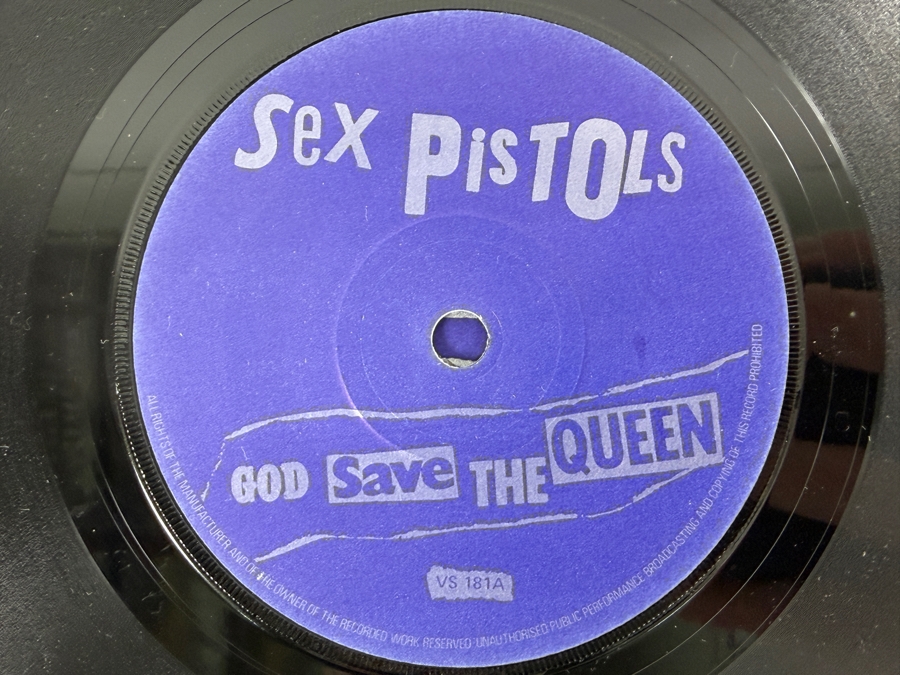 Sex PisTOLs
GOD Save THE QUEEN
VS 181A
ALL RIGHTS OF THE MANUFACTURER AND OF THE OWNER OF THE RECORDED WORK RESERVED · UNAUTHORISED PUBLIC PERFORMANCE BROADCASTING AND COPYING OF THIS RECORD PROHIBITED